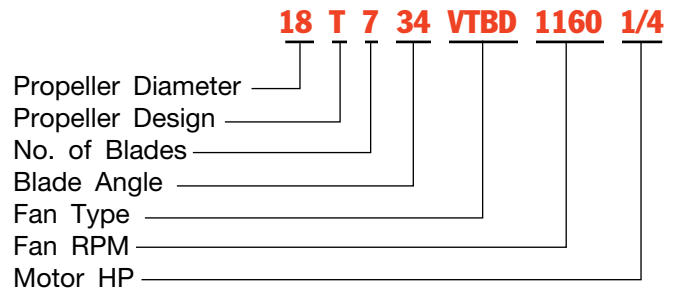 18 T 7 34 VTBD 1160 1/4
Propeller Diameter
Propeller Design
No. of Blades
Blade Angle
Fan Type
Fan RPM
Motor HP